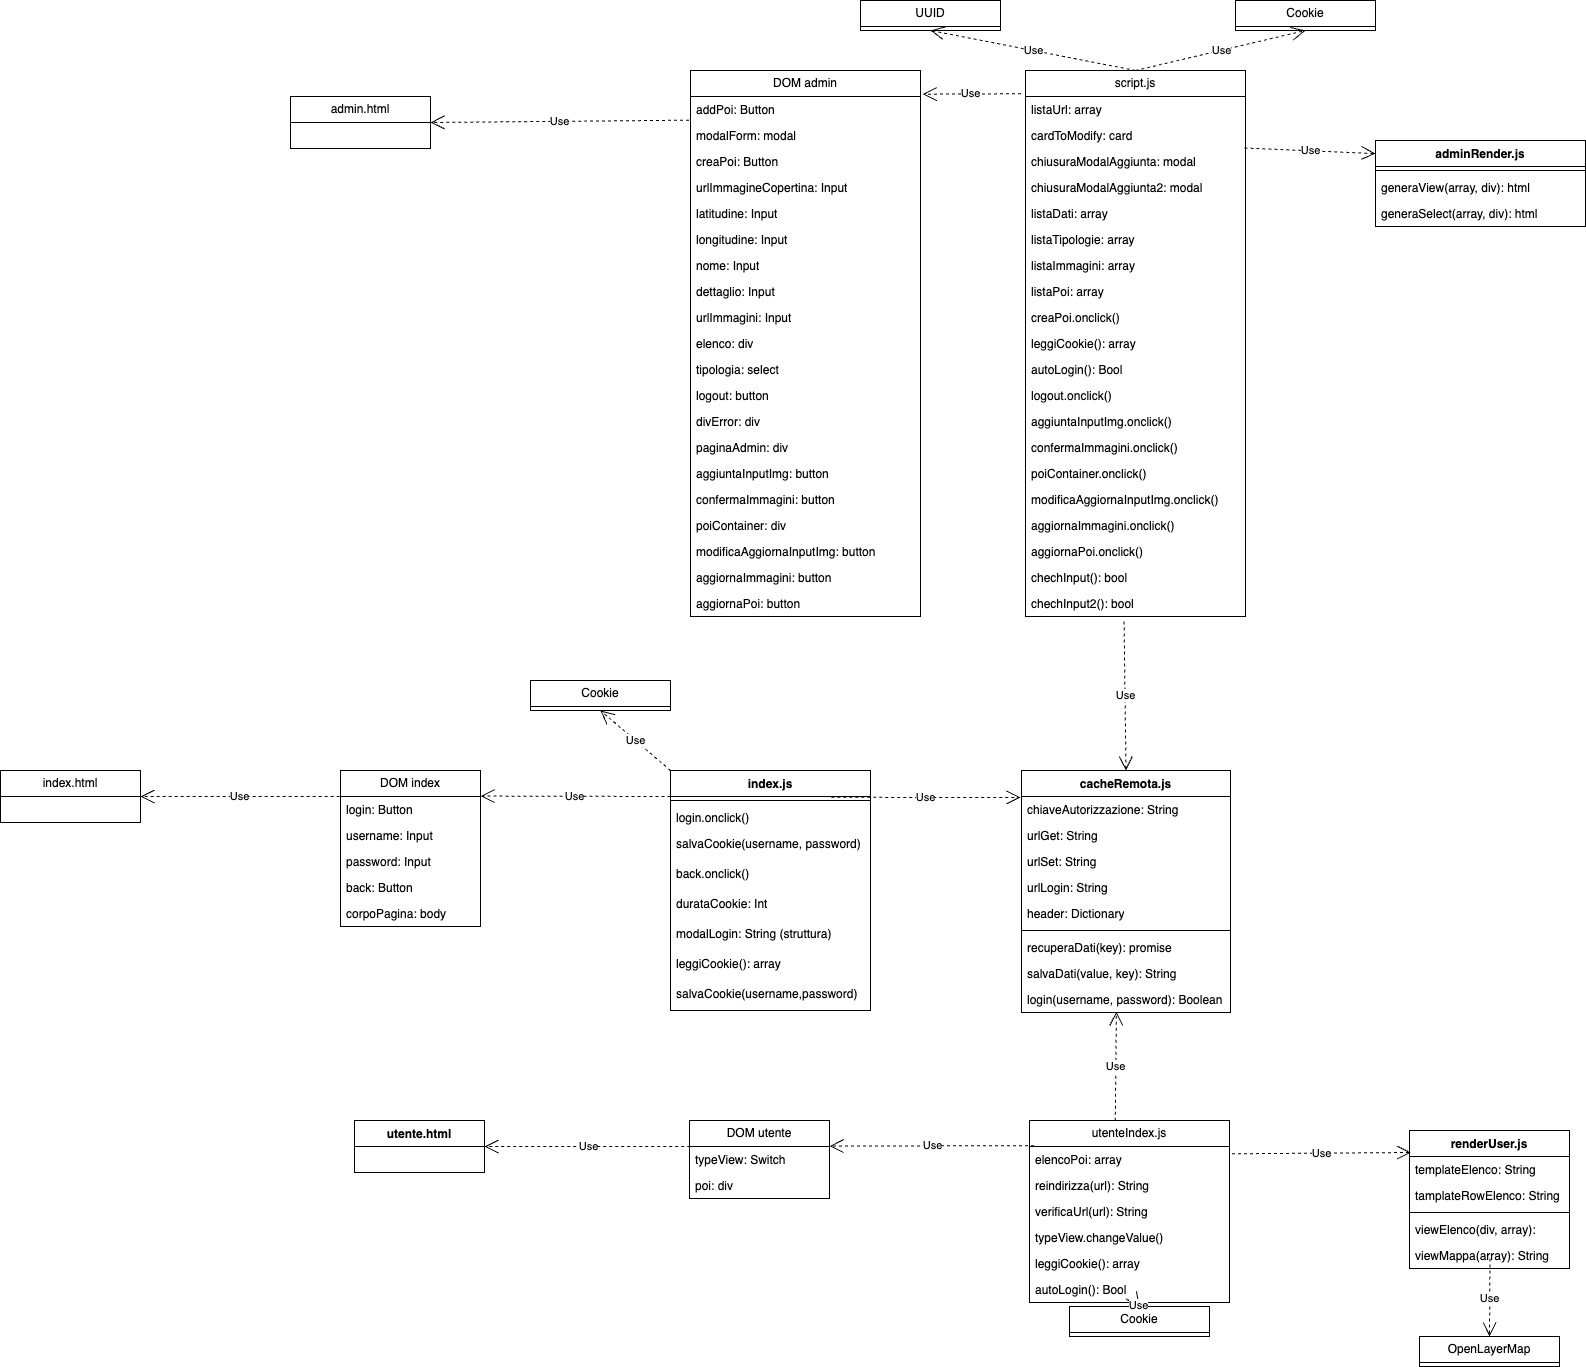 UUID
Cookie
Use
Use
DOM admin
addPoi: Button
modalForm: modal
creaPoi: Button
urlImmagineCopertina: Input
latitudine: Input
longitudine: Input
nome: Input
dettaglio: Input
urlImmagini: Input
elenco: div
tipologia: select
logout: button
divError: div
paginaAdmin: div
aggiuntaInputImg: button
confermaImmagini: button
poiContainer: div
modificaAggiornaInputImg: button
aggiornaImmagini: button
aggiornaPoi: button
Use
script.js
listaUrl: array
cardToModify: card
chiusuraModalAggiunta: modal
chiusuraModalAggiunta2: modal
listaDati: array
listaTipologie: array
listaImmagini: array
listaPoi: array
creaPoi.onclick()
leggiCookie(): array
autoLogin(): Bool
logout.onclick()
aggiuntaInputImg.onclick()
confermaImmagini.onclick()
poiContainer.onclick()
modificaAggiornaInputImg.onclick()
aggiornaImmagini.onclick()
aggiornaPoi.onclick()
chechInput(): bool
chechInput2(): bool
admin.html
Use
Use
adminRender.js
generaView(array, div): html
generaSelect(array, div): html
Use
Cookie
Use
index.html
Use
DOM index
login: Button
username: Input
password: Input
back: Button
corpoPagina: body
Use
index.js
login.onclick()
salvaCookie(username, password)
back.onclick()
durataCookie: Int
modalLogin: String (struttura)
leggiCookie(): array
salvaCookie(username,password)
Use
cacheRemota.js
chiaveAutorizzazione: String
urlGet: String
urlSet: String
urlLogin: String
header: Dictionary
recuperaDati(key): promise
salvaDati(value, key): String
login(username, password): Boolean
Use
utente.html
Use
DOM utente
typeView: Switch
poi: div
Use
utenteIndex.js
elencoPoi: array
reindirizza(url): String
verificaUrl(url): String
typeView.changeValue()
leggiCookie(): array
autoLogin(): Bool
Use
Cookie
Use
renderUser.js
templateElenco: String
tamplateRowElenco: String
viewElenco(div, array):
viewMappa(array): String
Use
OpenLayerMap